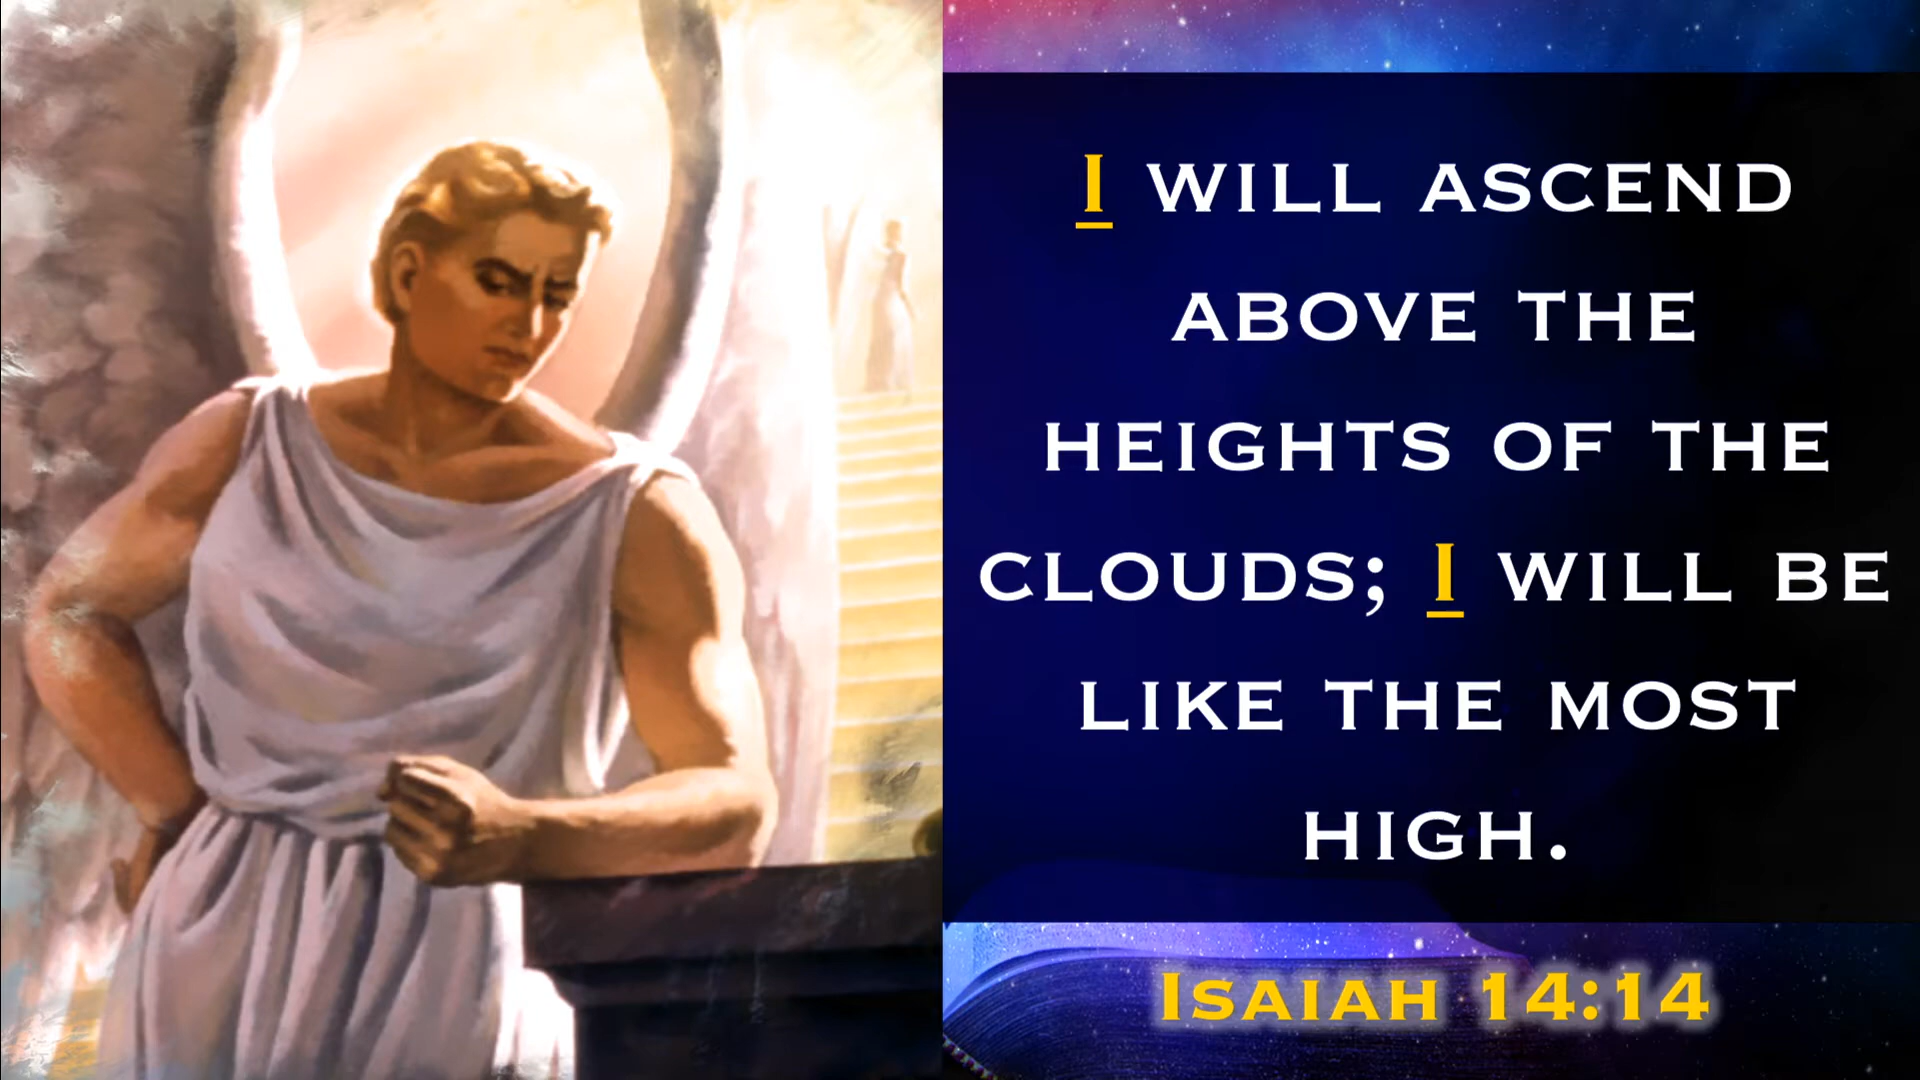 I WILL ASCEND
ABOVE THE
HEIGHTS OF THE
CLOUDS; I WILL BE
LIKE THE MOST
HIGH.
ISAIAH 14:14